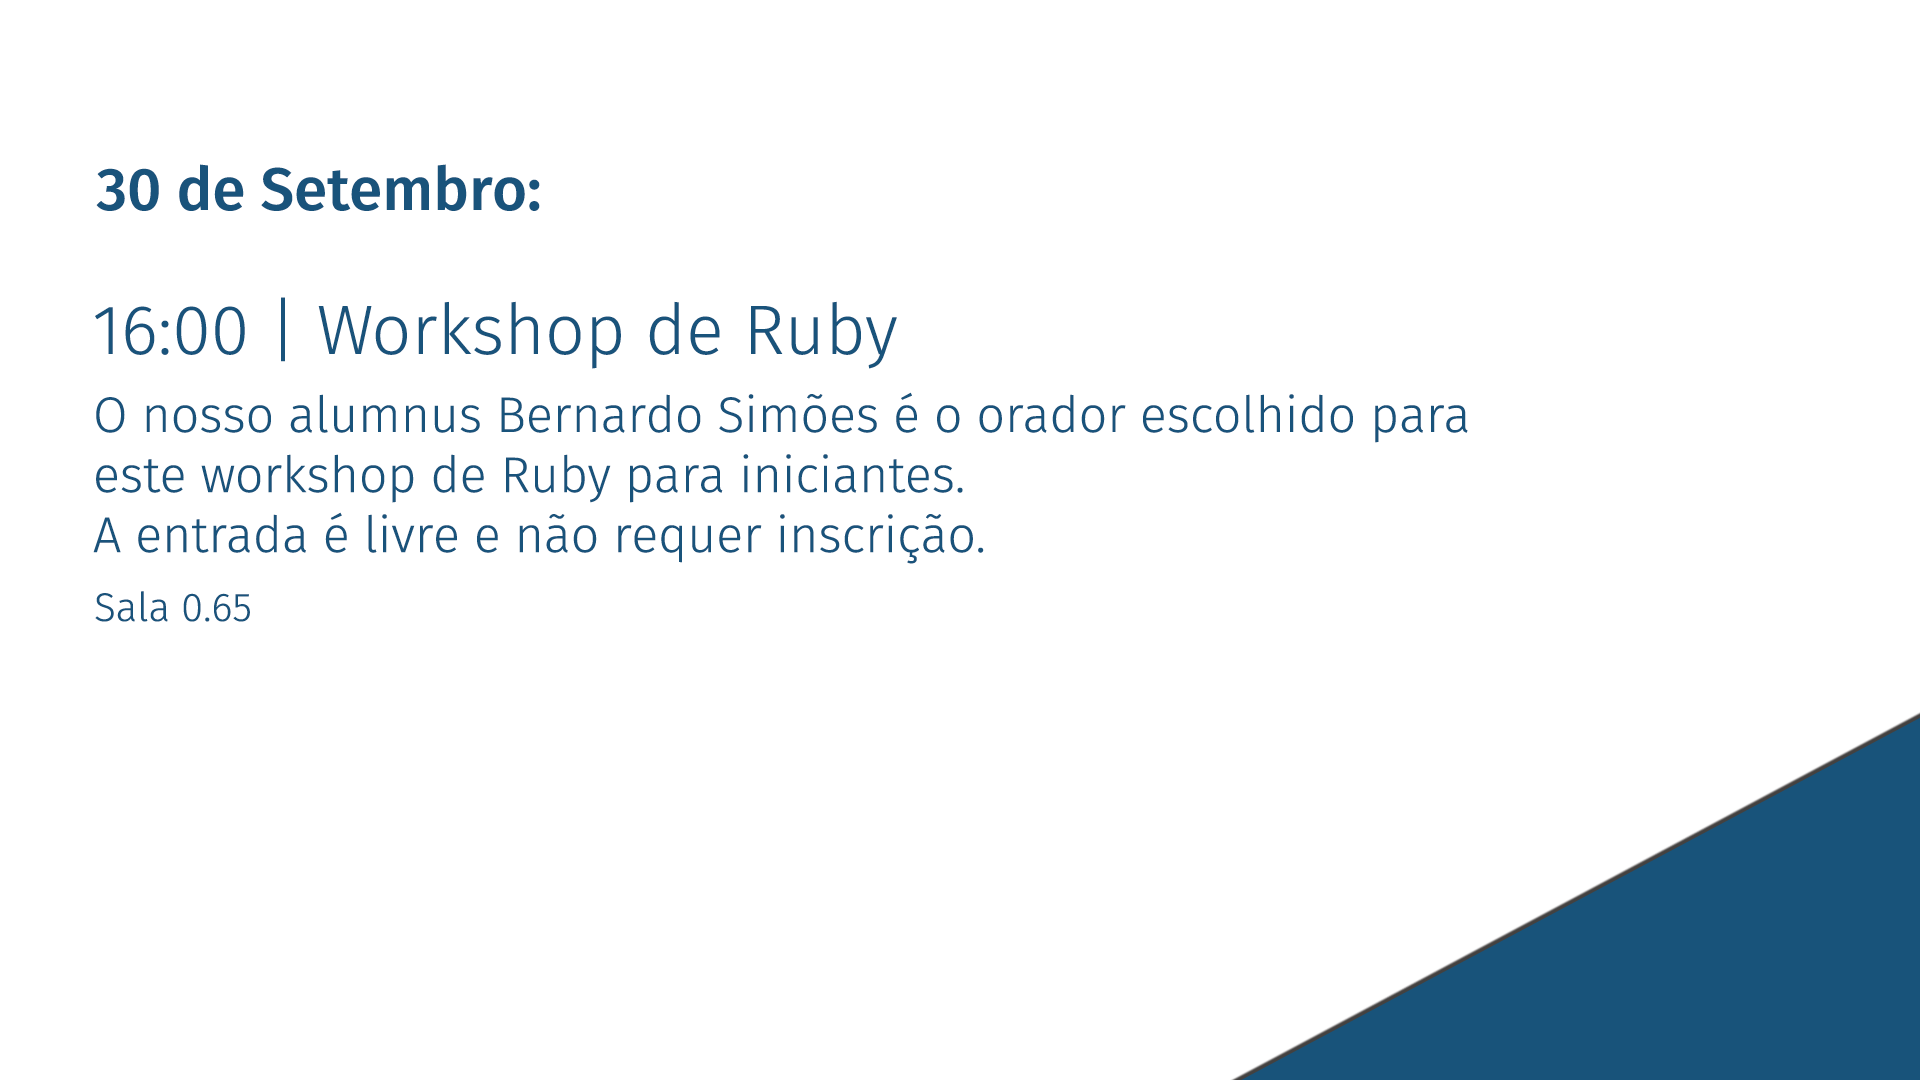 30 de Setembro:
16:00 | Workshop de Ruby
O nosso alumnus Bernardo Simões é o orador escolhido para
este workshop de Ruby para iniciantes.
A entrada é livre e não requer inscrição.
Sala 0.65